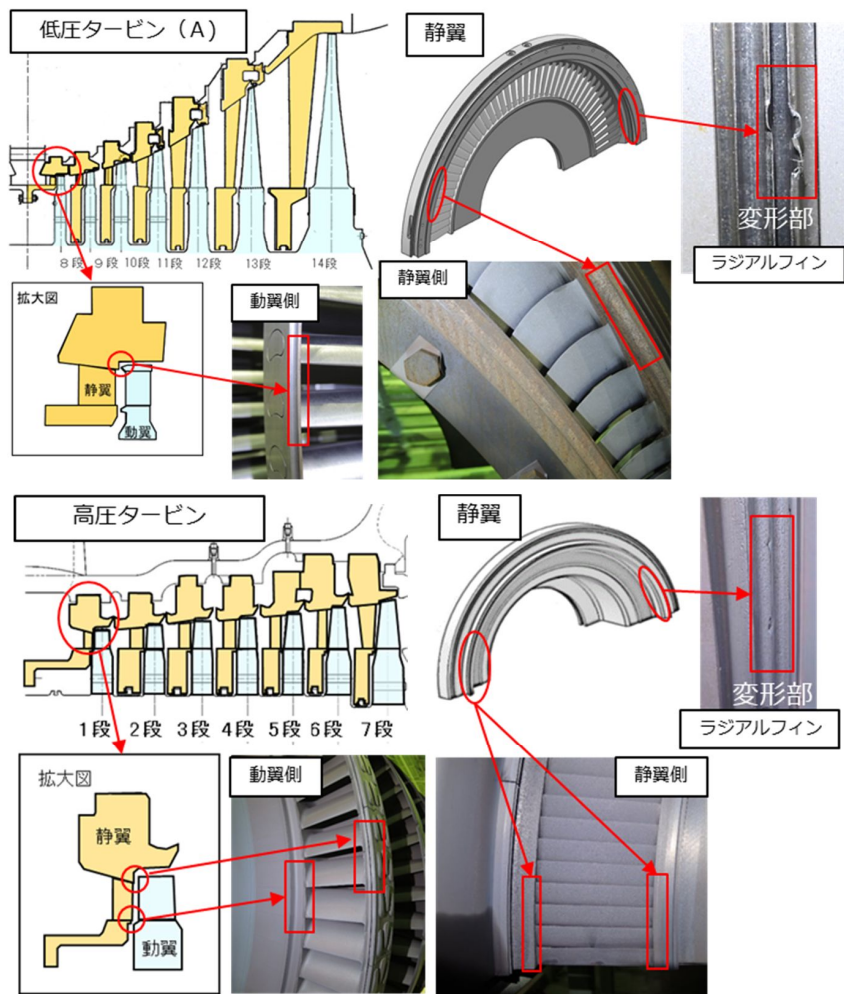 低圧タービン（A）
静翼
8段
9段
10段
11段
12段
13段
14段
変形部
ラジアルフィン
拡大図
静翼
動翼
動翼側
静翼側
高圧タービン
静翼
1段
2段
3段
4段
5段
6段
7段
変形部
ラジアルフィン
拡大図
静翼
動翼
動翼側
静翼側